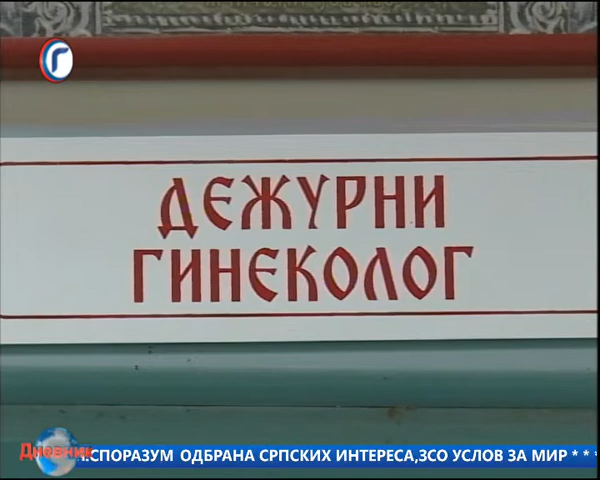 Г
ДЕЖУРНИ
ГИНЕКОЛОГ
Дневник
.СПОРАЗУМ ОДБРАНА СРПСКИХ ИНТЕРЕСА,ЗСО УСЛОВ ЗА МИР * * *